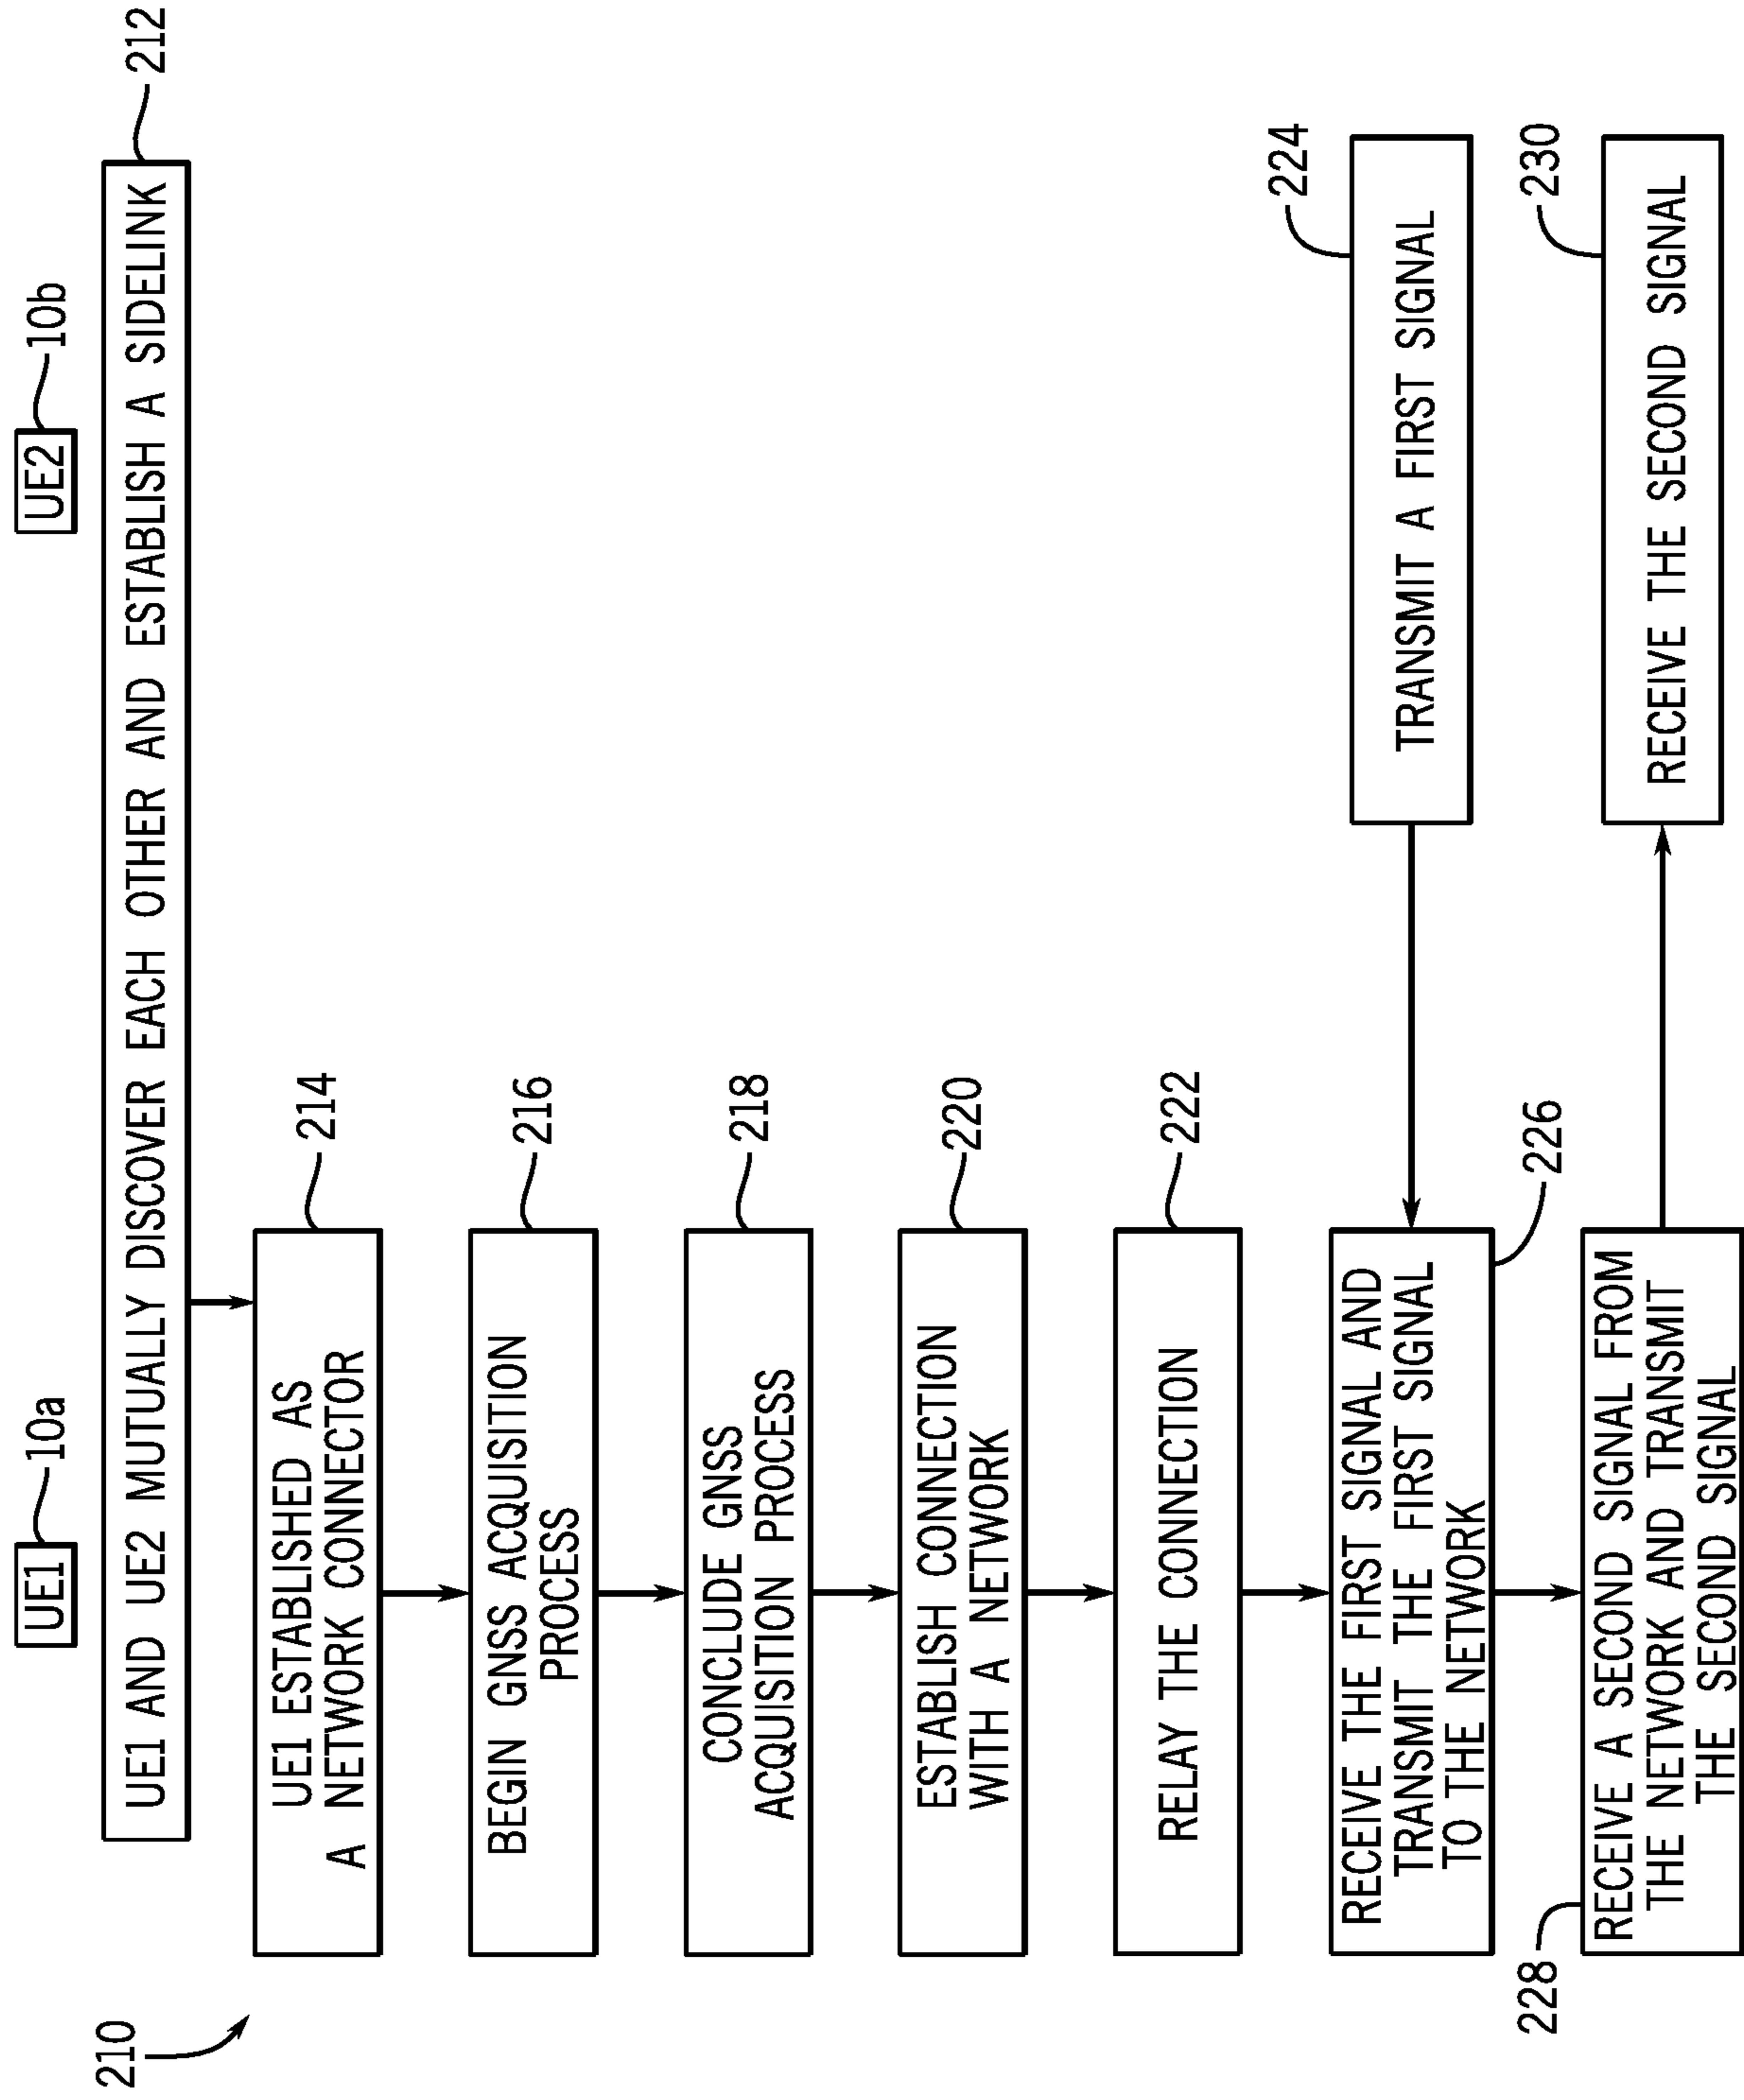 210
UE1
10a
UE2
10b
UE1 AND UE2 MUTUALLY DISCOVER EACH OTHER AND ESTABLISH A SIDELINK
212
UE1 ESTABLISHED AS
A NETWORK CONNECTOR
214
BEGIN GNSS ACQUISITION
PROCESS
216
CONCLUDE GNSS
ACQUISITION PROCESS
218
ESTABLISH CONNECTION
WITH A NETWORK
220
RELAY THE CONNECTION
222
TRANSMIT A FIRST SIGNAL
224
RECEIVE THE FIRST SIGNAL AND
TRANSMIT THE FIRST SIGNAL
TO THE NETWORK
226
228
RECEIVE A SECOND SIGNAL FROM
THE NETWORK AND TRANSMIT
THE SECOND SIGNAL
RECEIVE THE SECOND SIGNAL
230